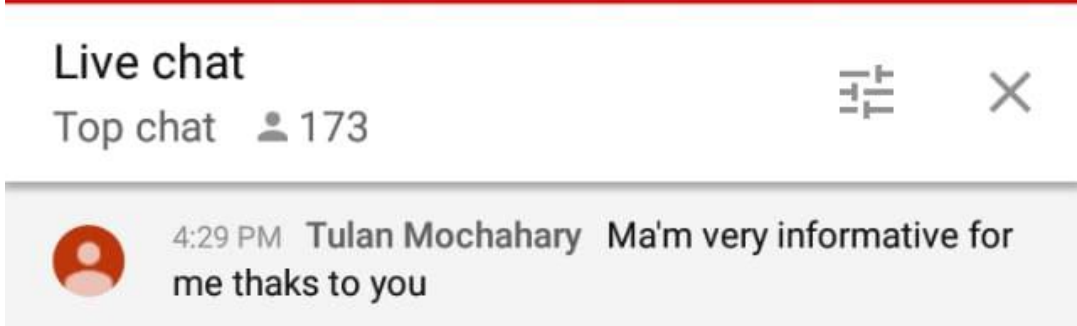 Live chat
Top chat 173
4:29 PM Tulan Mochahary Ma'm very informative for
me thaks to you